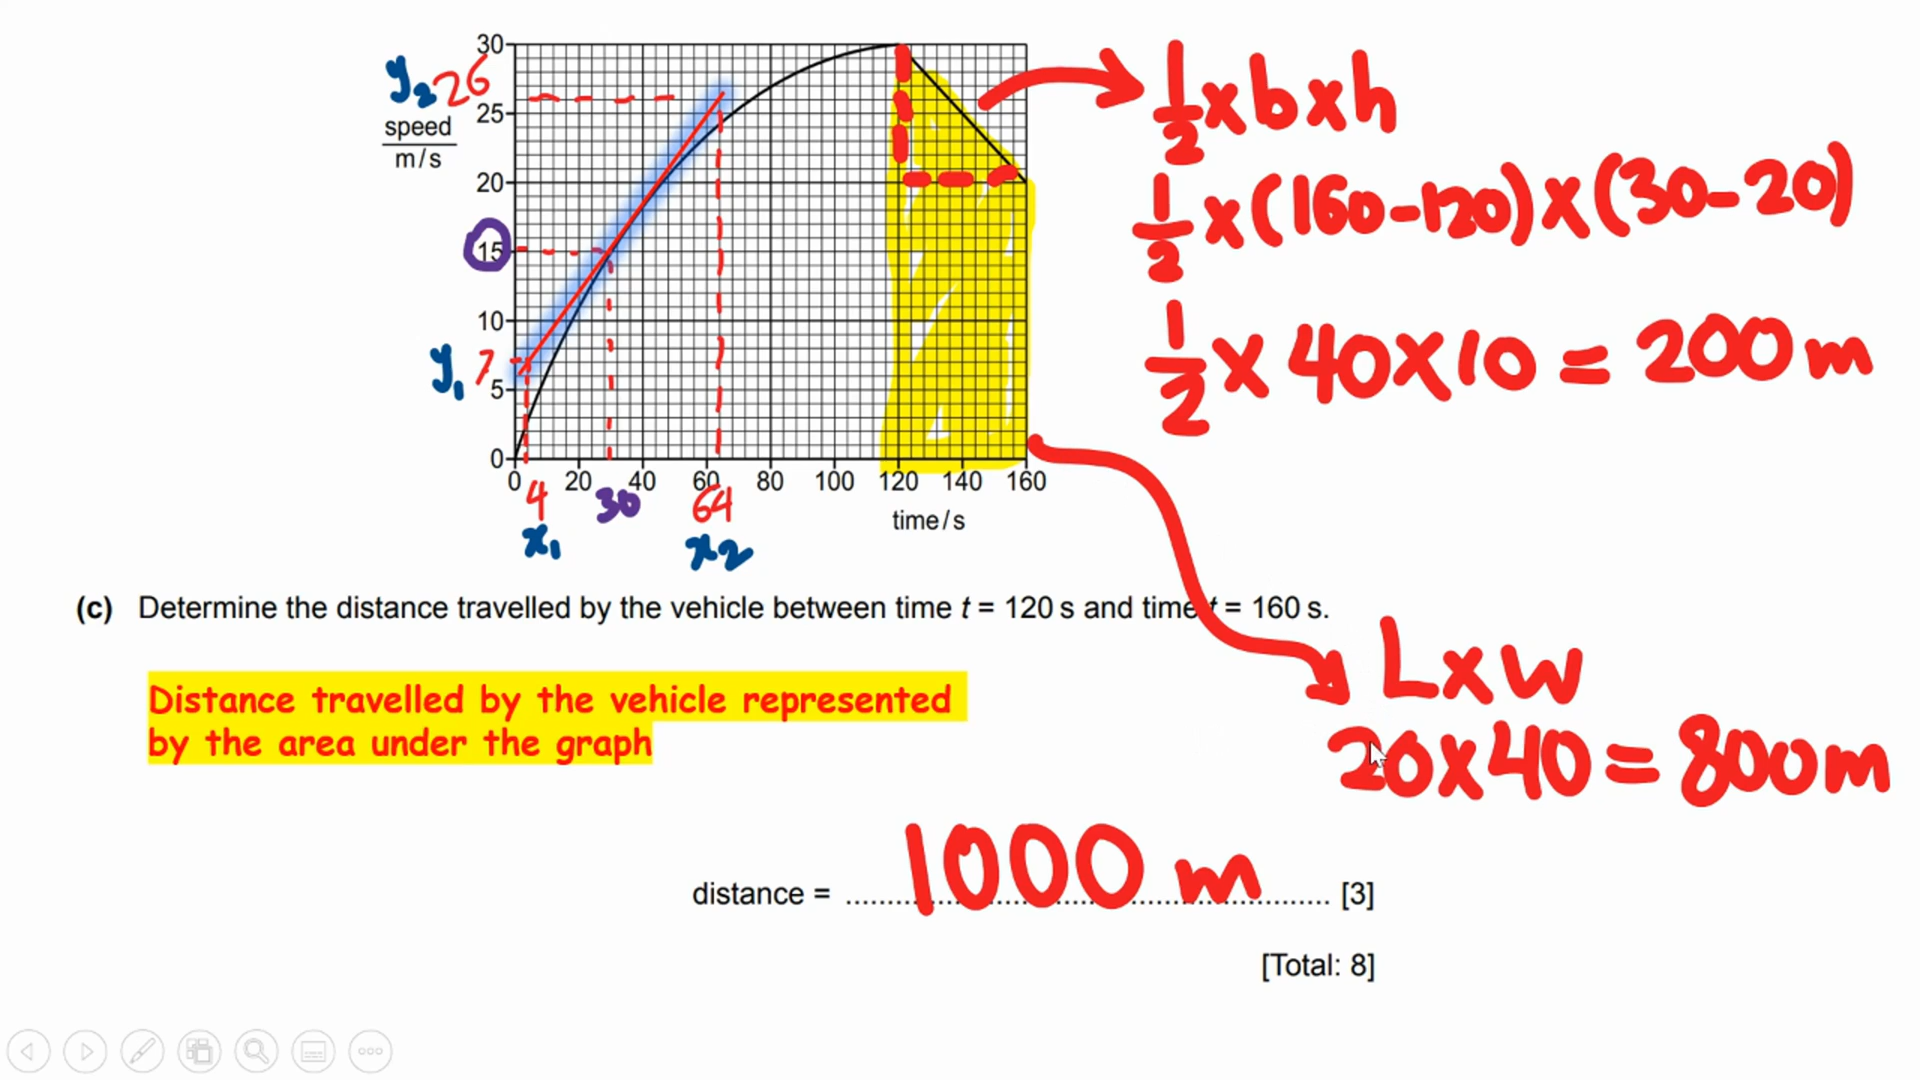 30
y2 26
25
speed
m/s
20
15
10
y1 7
5
0
0 20 40 60 80 100 120 140 160
4 30 64
time/s
x1 x2
½ x b x h
½ x (160-120) x (30-20)
½ x 40 x 10 = 200 m
(c) Determine the distance travelled by the vehicle between time t = 120 s and time t = 160 s.
L x W
20 x 40 = 800 m
Distance travelled by the vehicle represented
by the area under the graph
distance = 1000 m [3]
[Total: 8]